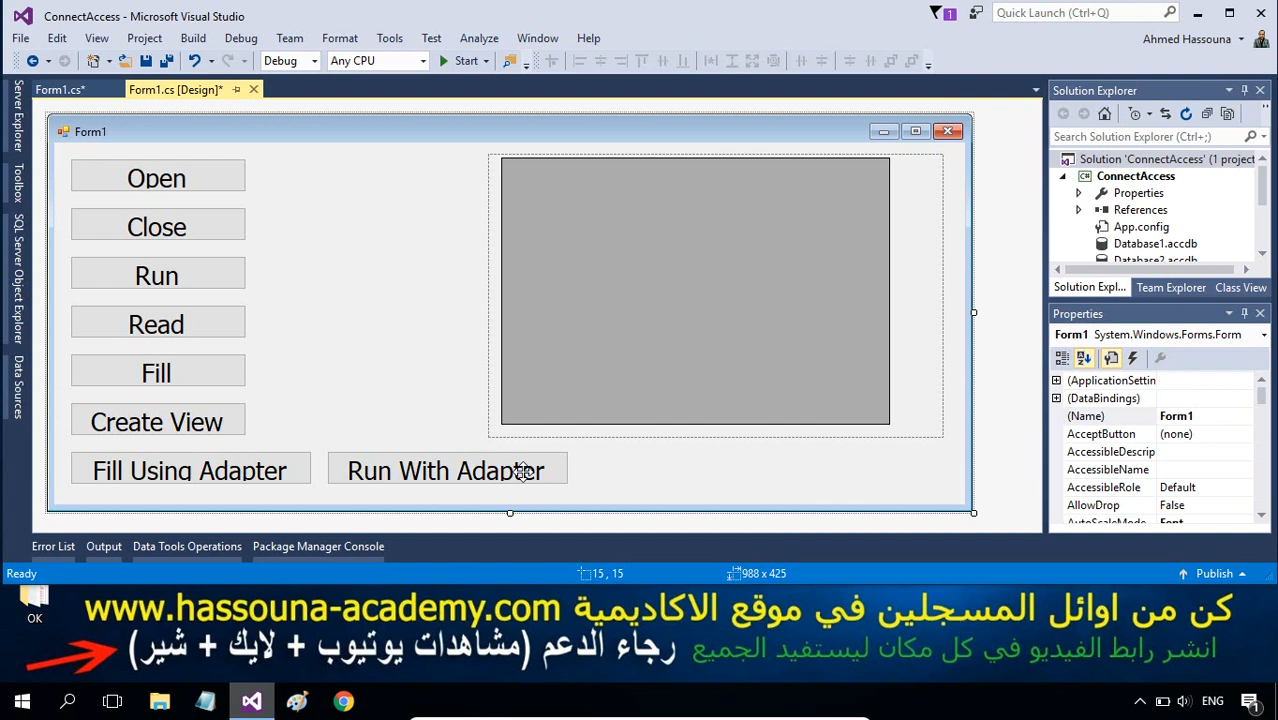 ConnectAccess - Microsoft Visual Studio
1
Quick Launch (Ctrl+Q)
File Edit View Project Build Debug Team Format Tools Test Analyze Window Help
Ahmed Hassouna
Debug
Any CPU
Start
Form1.cs*
Form1.cs [Design]*
Server Explorer
Toolbox
SQL Server Object Explorer
Data Sources
Form1
Open
Close
Run
Read
Fill
Create View
Fill Using Adapter
Run With Adapter
Solution Explorer
Search Solution Explorer (Ctrl+;)
Solution 'ConnectAccess' (1 project
ConnectAccess
Properties
References
App.config
Database1.accdb
Database2.accdb
Solution Expl... Team Explorer Class View
Properties
Form1 System.Windows.Forms.Form
(ApplicationSettin
(DataBindings)
(Name) Form1
AcceptButton (none)
AccessibleDescrip
AccessibleName
AccessibleRole Default
AllowDrop False
AutoScaleMode Font
Error List Output Data Tools Operations Package Manager Console
Ready
15 , 15
988 x 425
Publish
OK
كن من اوائل المسجلين في موقع الاكاديمية www.hassouna-academy.com
انشر رابط الفيديو في كل مكان ليستفيد الجميع
رجاء الدعم (مشاهدات يوتيوب + لايك + شير)
ENG
1